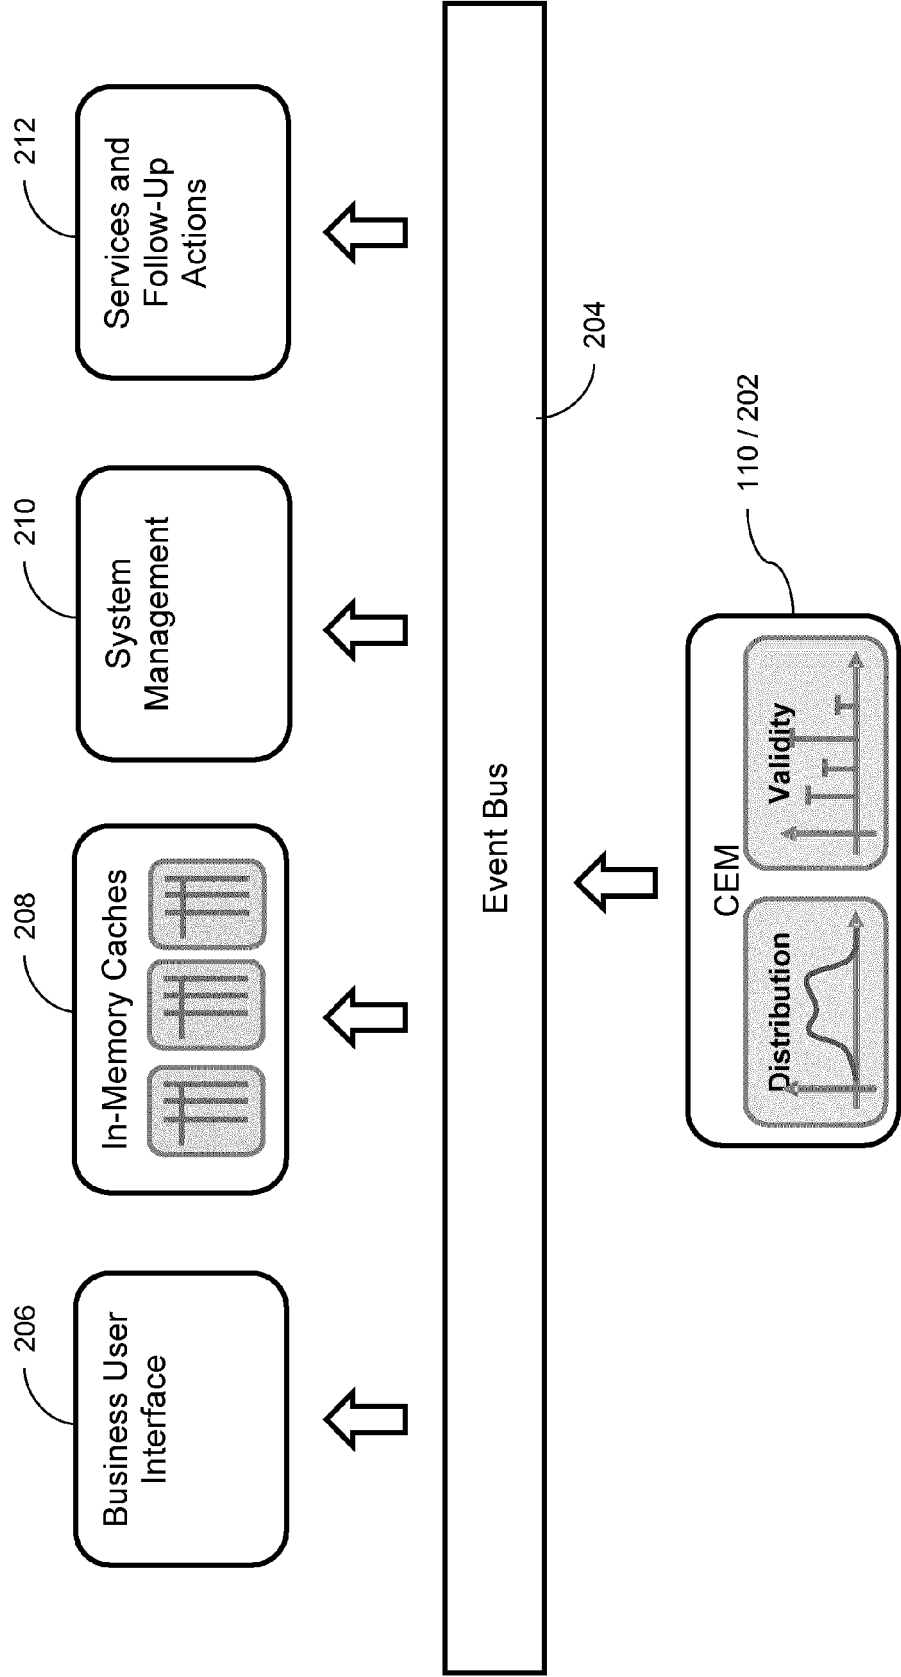 206
208
210
212
Business User
Interface
In-Memory Caches
System
Management
Services and
Follow-Up
Actions
Event Bus
204
CEM
110 / 202
Distribution
Validity